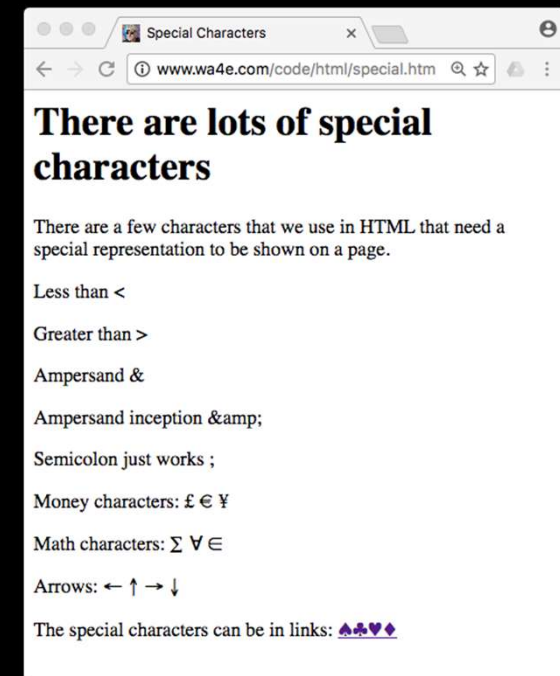 Special Characters
www.wa4e.com/code/html/special.htm
There are lots of special
characters
There are a few characters that we use in HTML that need a
special representation to be shown on a page.
Less than <
Greater than >
Ampersand &
Ampersand inception &amp;
Semicolon just works ;
Money characters: £ € ¥
Math characters: ∑ ∀ ∈
Arrows: ← ↑ → ↓
The special characters can be in links: ♠♣♥♦